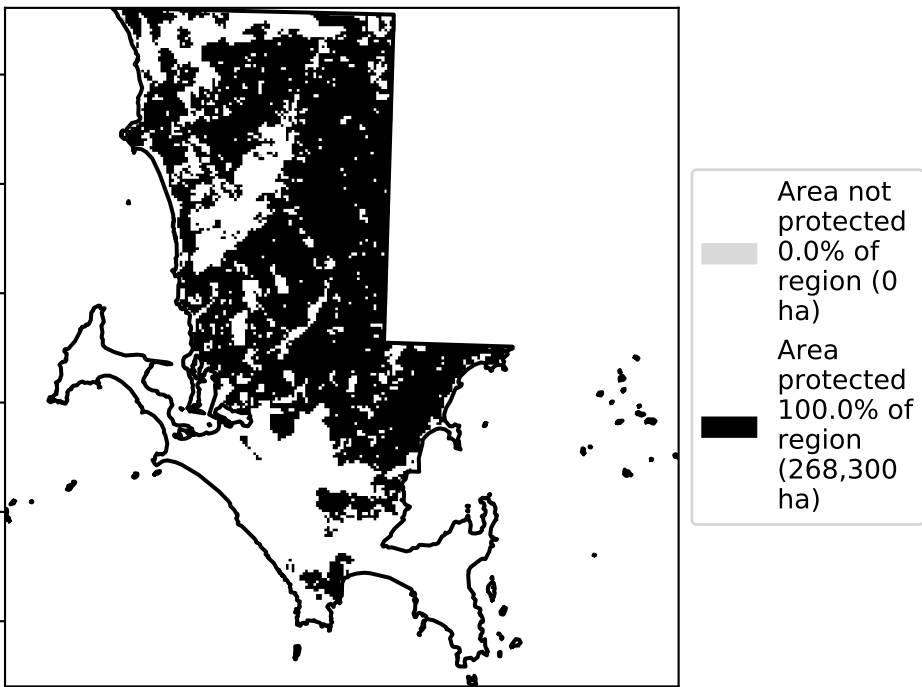 Area not
protected
0.0% of
region (0
ha)
Area
protected
100.0% of
region
(268,300
ha)